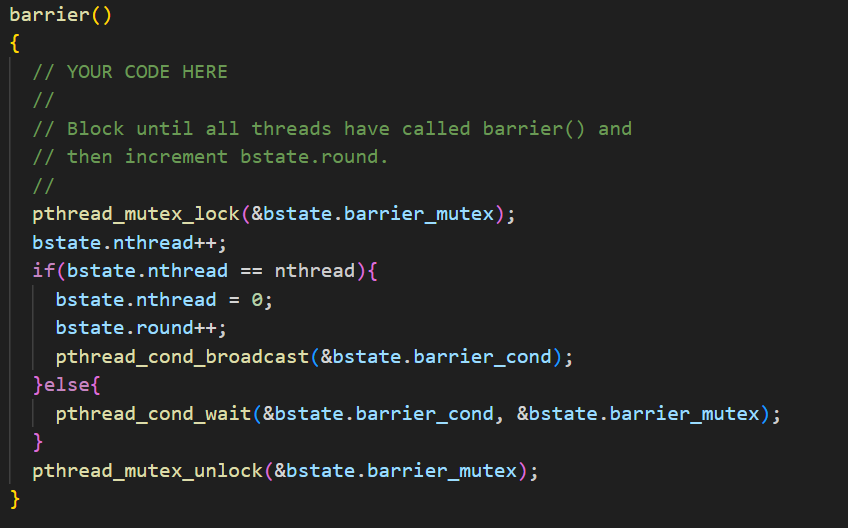 barrier()
{
  // YOUR CODE HERE
  //
  // Block until all threads have called barrier() and
  // then increment bstate.round.
  //
  pthread_mutex_lock(&bstate.barrier_mutex);
  bstate.nthread++;
  if(bstate.nthread == nthread){
    bstate.nthread = 0;
    bstate.round++;
    pthread_cond_broadcast(&bstate.barrier_cond);
  }else{
    pthread_cond_wait(&bstate.barrier_cond, &bstate.barrier_mutex);
  }
  pthread_mutex_unlock(&bstate.barrier_mutex);
}